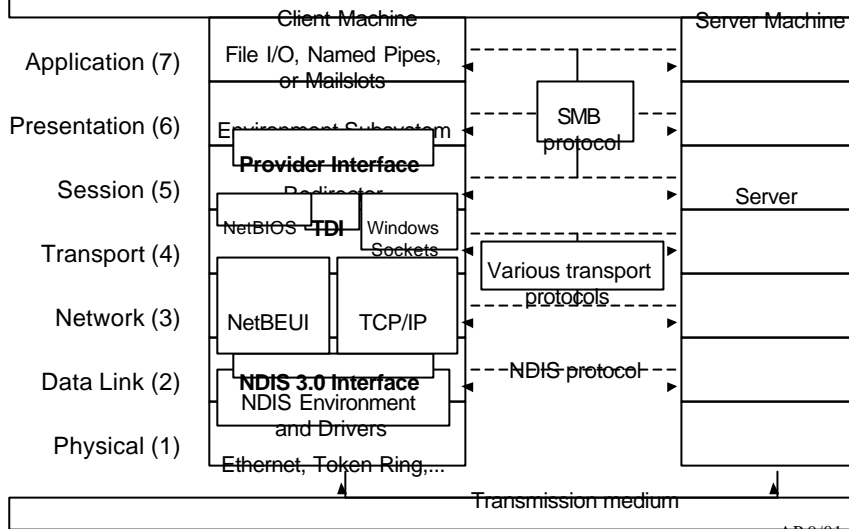 Client Machine
Server Machine
Application (7)
File I/O, Named Pipes,
or Mailslots
Presentation (6)
Environment Subsystem
SMB
protocol
Provider Interface
Session (5)
Redirector
Server
NetBIOS
TDI
Windows
Sockets
Transport (4)
Various transport
protocols
Network (3)
NetBEUI
TCP/IP
NDIS 3.0 Interface
NDIS protocol
Data Link (2)
NDIS Environment
and Drivers
Physical (1)
Ethernet, Token Ring,...
Transmission medium